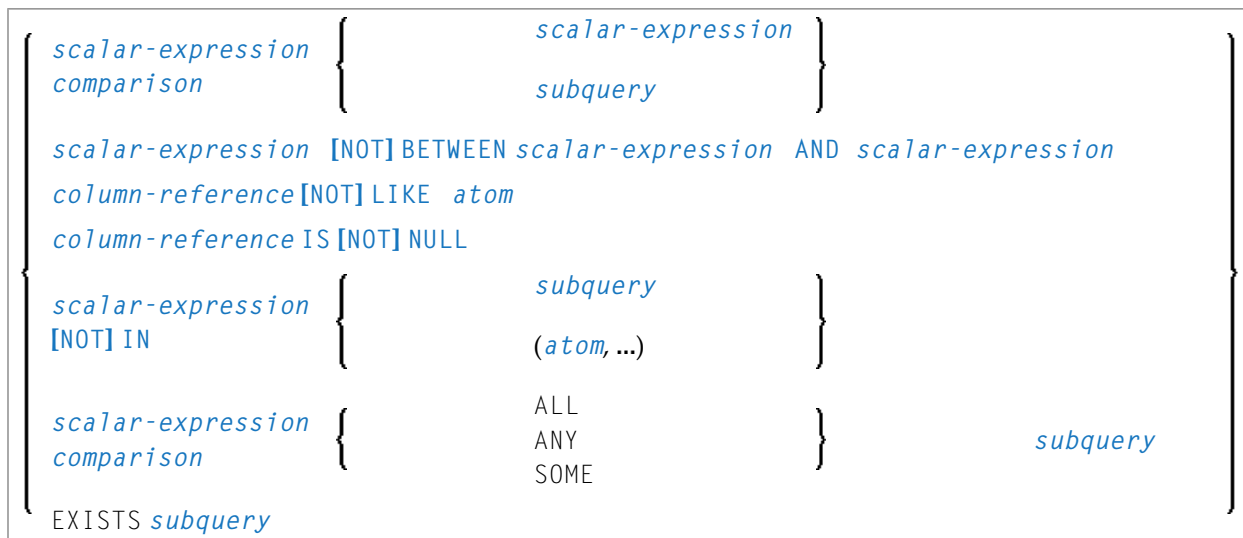 scalar-expression
comparison
scalar-expression
subquery
scalar-expression [NOT] BETWEEN scalar-expression AND scalar-expression
column-reference [NOT] LIKE atom
column-reference IS [NOT] NULL
scalar-expression
[NOT] IN
subquery
(atom, ...)
scalar-expression
comparison
ALL
ANY
SOME
subquery
EXISTS subquery